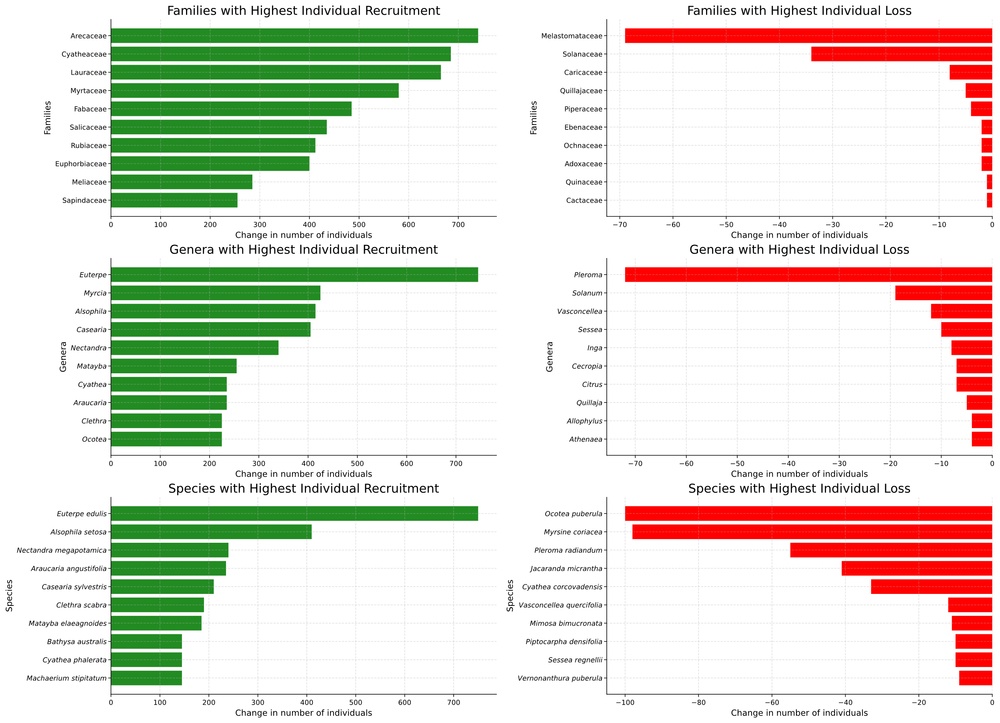 Families with Highest Individual Recruitment
Families
Arecaceae
Cyatheaceae
Lauraceae
Myrtaceae
Fabaceae
Salicaceae
Rubiaceae
Euphorbiaceae
Meliaceae
Sapindaceae
0 100 200 300 400 500 600 700
Change in number of individuals
Families with Highest Individual Loss
Families
Melastomataceae
Solanaceae
Caricaceae
Quillajaceae
Piperaceae
Ebenaceae
Ochnaceae
Adoxaceae
Quinaceae
Cactaceae
−70 −60 −50 −40 −30 −20 −10 0
Change in number of individuals
Genera with Highest Individual Recruitment
Genera
Euterpe
Myrcia
Alsophila
Casearia
Nectandra
Matayba
Cyathea
Araucaria
Clethra
Ocotea
0 100 200 300 400 500 600 700
Change in number of individuals
Genera with Highest Individual Loss
Genera
Pleroma
Solanum
Vasconcellea
Sessea
Inga
Cecropia
Citrus
Quillaja
Allophylus
Athenaea
−70 −60 −50 −40 −30 −20 −10 0
Change in number of individuals
Species with Highest Individual Recruitment
Species
Euterpe edulis
Alsophila setosa
Nectandra megapotamica
Araucaria angustifolia
Casearia sylvestris
Clethra scabra
Matayba elaeagnoides
Bathysa australis
Cyathea phalerata
Machaerium stipitatum
0 100 200 300 400 500 600 700
Change in number of individuals
Species with Highest Individual Loss
Species
Ocotea puberula
Myrsine coriacea
Pleroma radiandum
Jacaranda micrantha
Cyathea corcovadensis
Vasconcellea quercifolia
Mimosa bimucronata
Piptocarpha densifolia
Sessea regnellii
Vernonanthura puberula
−100 −80 −60 −40 −20 0
Change in number of individuals